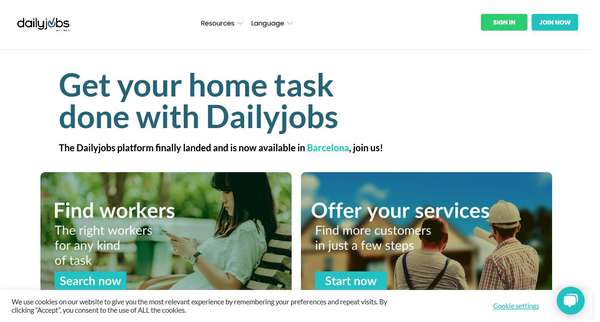 dailyjobs
Resources
Language
SIGN IN
JOIN NOW
Get your home task
done with Dailyjobs
The Dailyjobs platform finally landed and is now available in Barcelona, join us!
Find workers
The right workers
for any kind
of task
Search now
Offer your services
Find more customers
in just a few steps
Start now
We use cookies on our website to give you the most relevant experience by remembering your preferences and repeat visits. By
clicking “Accept”, you consent to the use of ALL the cookies.
Cookie settings